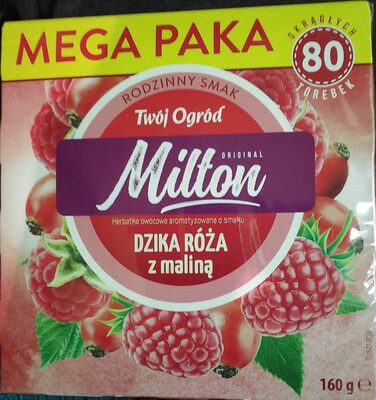 MEGA PAKA
OKRĄGŁYCH
80
TOREBEK
RODZINNY SMAK
Twój Ogród
ORIGINAL
Milton
Herbatka owocowa aromatyzowana o smaku
DZIKA RÓŻA
z maliną
160 g e
ilustracja